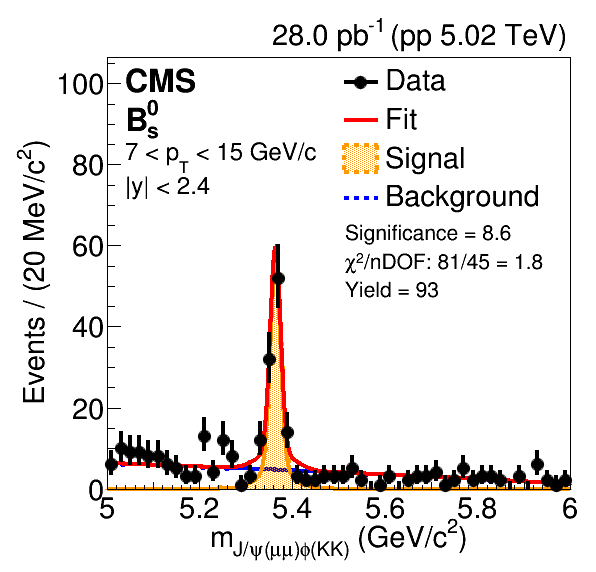 28.0 pb⁻¹ (pp 5.02 TeV)
CMS
B⁰ₛ
7 < p_T < 15 GeV/c
|y| < 2.4
Data
Fit
Signal
Background
Significance = 8.6
χ²/nDOF: 81/45 = 1.8
Yield = 93
Events / (20 MeV/c²)
100
80
60
40
20
0
5 5.2 5.4 5.6 5.8 6
m_J/ψ(μμ)φ(KK) (GeV/c²)